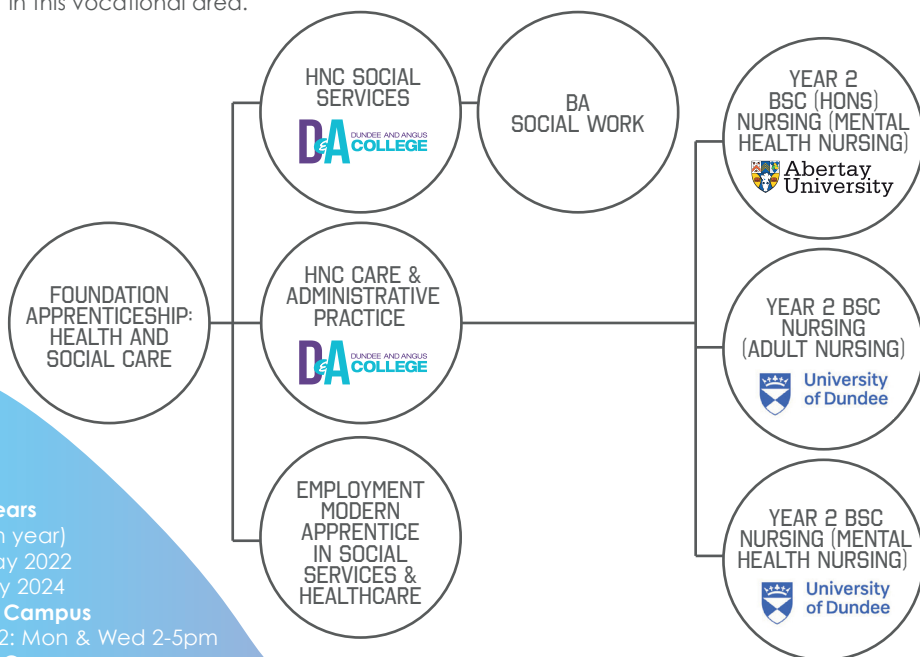 in this vocational area.
HNC SOCIAL
SERVICES
D&A DUNDEE AND ANGUS
COLLEGE
BA
SOCIAL WORK
YEAR 2
BSC (HONS)
NURSING (MENTAL
HEALTH NURSING)
Abertay
University
FOUNDATION
APPRENTICESHIP:
HEALTH AND
SOCIAL CARE
HNC CARE &
ADMINISTRATIVE
PRACTICE
D&A DUNDEE AND ANGUS
COLLEGE
YEAR 2 BSC
NURSING
(ADULT NURSING)
University
of Dundee
EMPLOYMENT
MODERN
APPRENTICE
IN SOCIAL
SERVICES &
HEALTHCARE
YEAR 2 BSC
NURSING (MENTAL
HEALTH NURSING)
University
of Dundee
year)
2022
2024
Campus
2: Mon & Wed 2-5pm